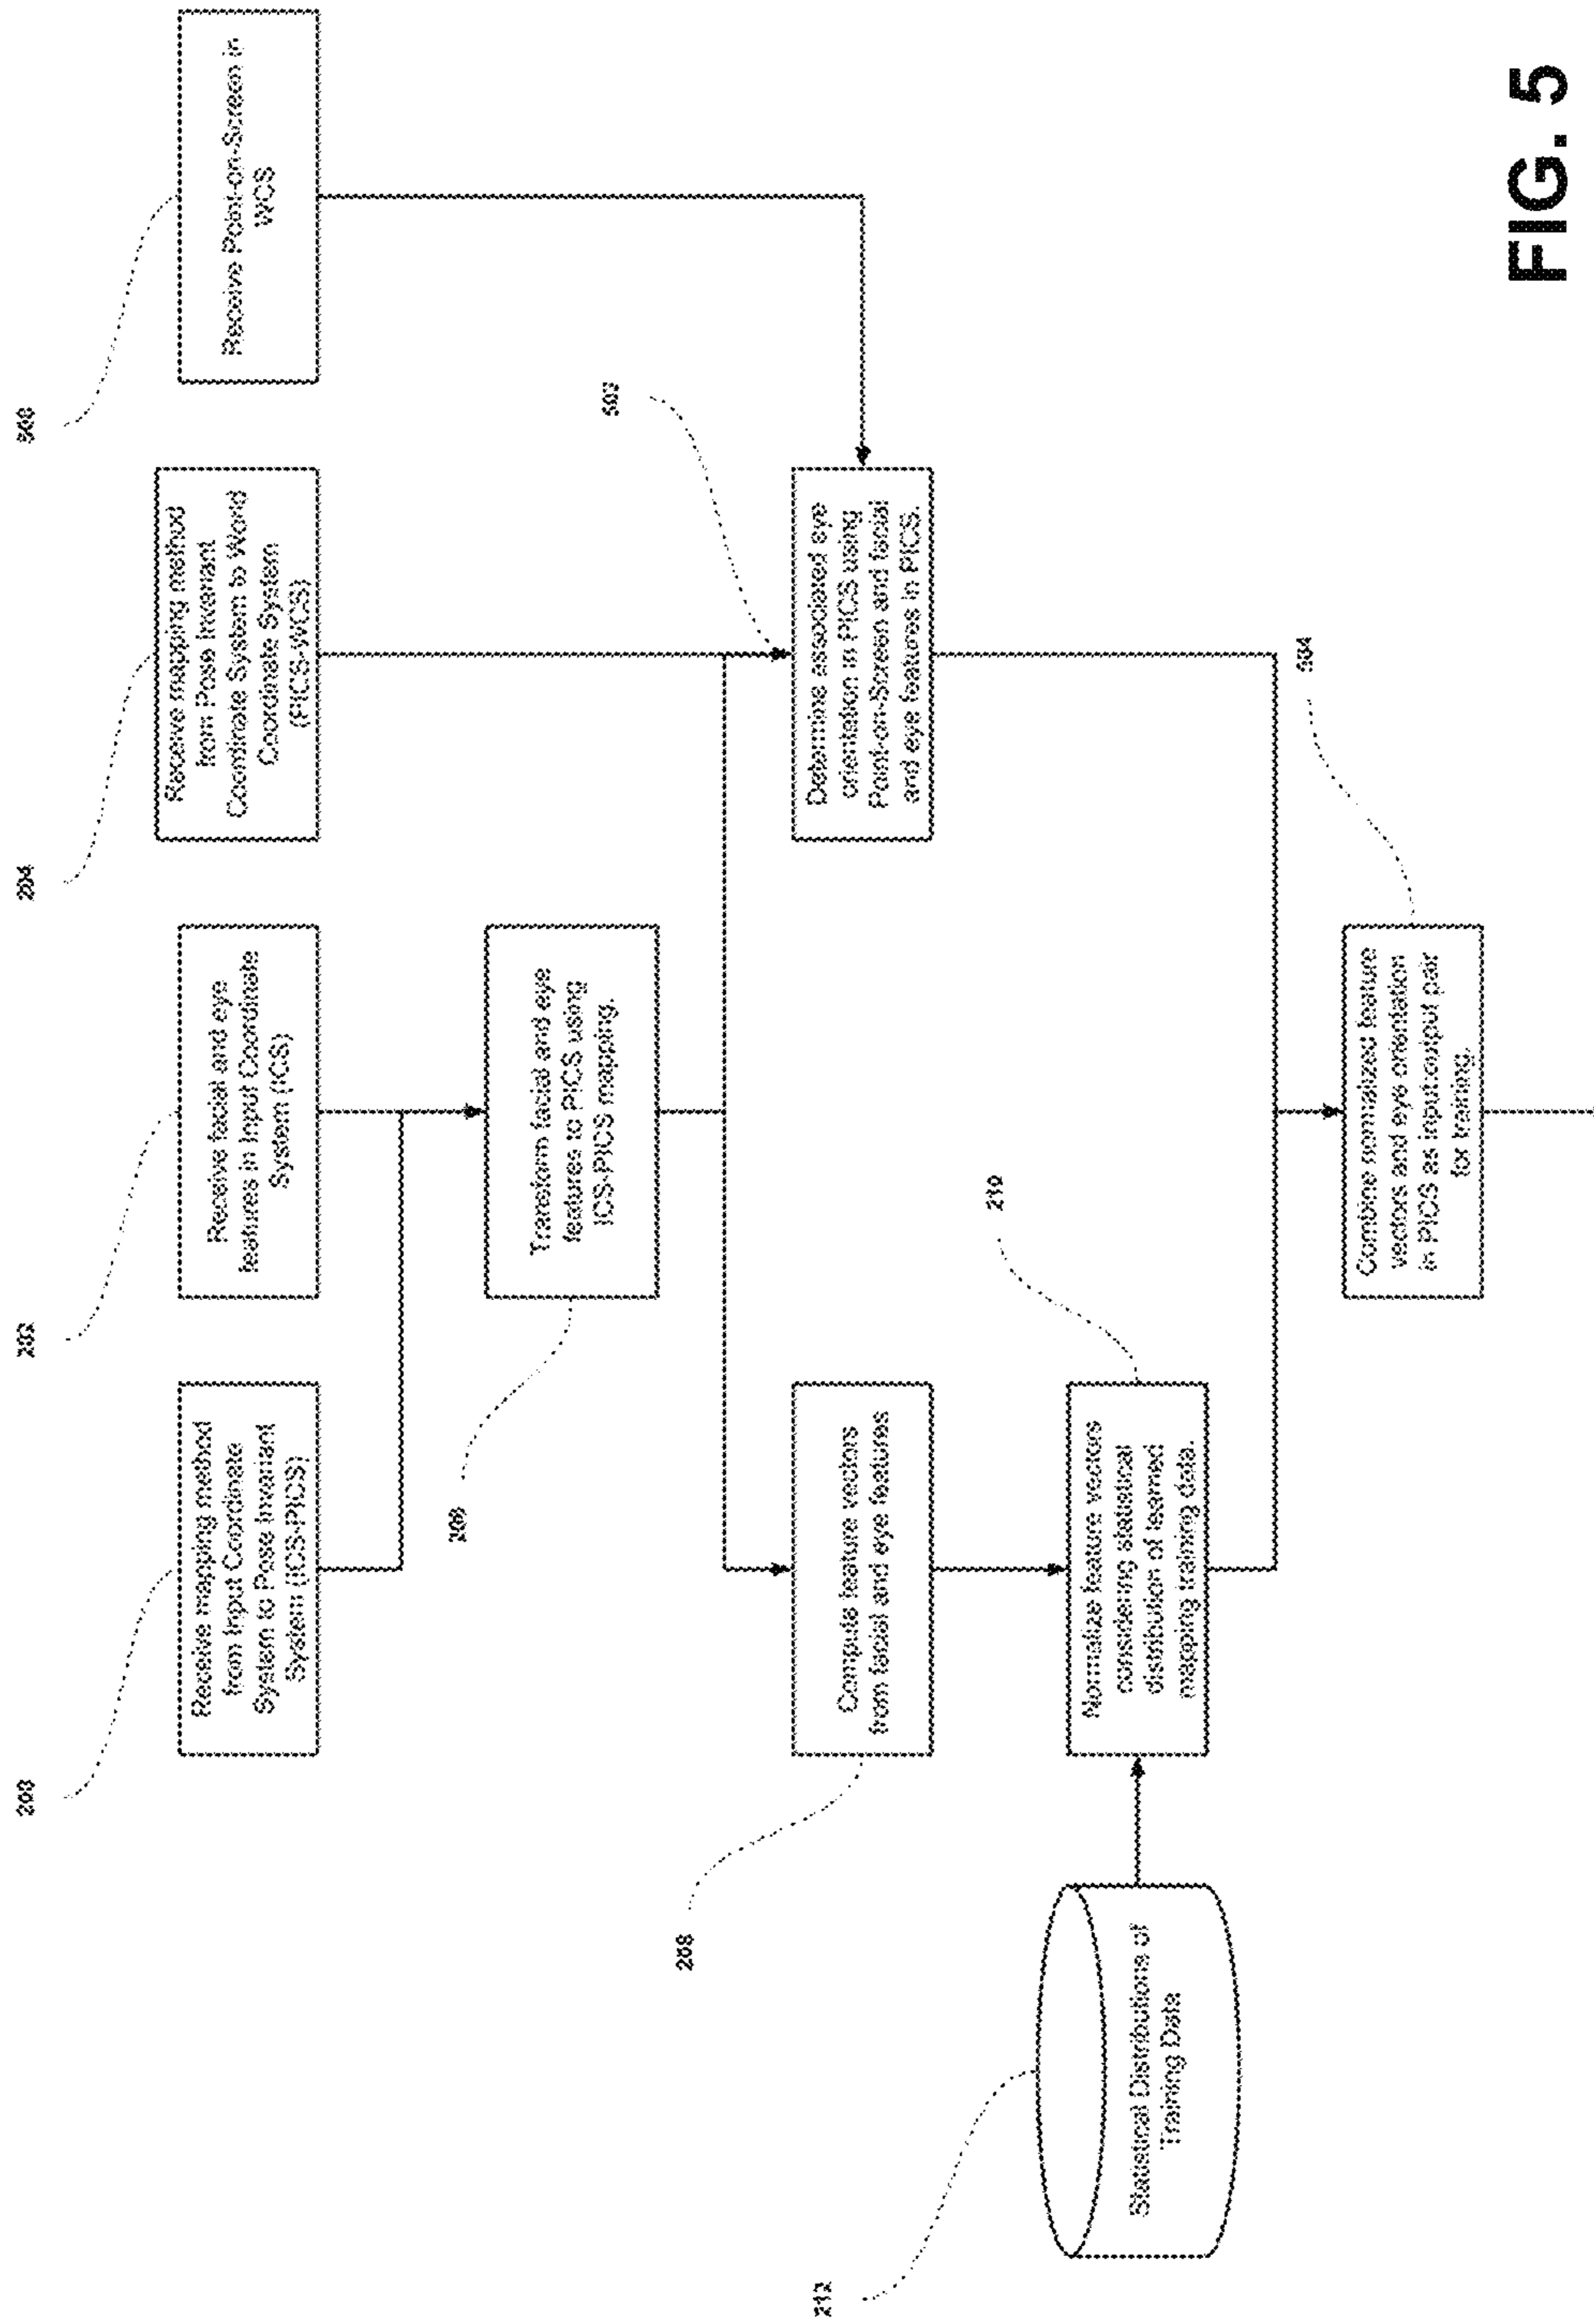 202
204
Receive mapping method
from Input Coordinate
System to Pose Invariant
System (ICS-PICS)
Receive facial and eye
features in Input Coordinate
System (ICS)
Receive mapping method
from Pose Invariant
Coordinate System to World
Coordinate System
(PICS-WCS)
Receive Point-on-Screen in
WCS
206
Transform facial and eye
features to PICS using
ICS-PICS mapping.
502
208
Compute feature vectors
from facial and eye features
Determine associated eye
orientation in PICS using
Point-on-Screen and facial
and eye features in PICS.
212
210
Statistical Distributions of
Training Data
Normalize feature vectors
considering statistical
distribution of learned
mapping training data.
504
Combine normalized feature
vectors and eye orientation
in PICS as input:output pair
for training.
FIG. 5